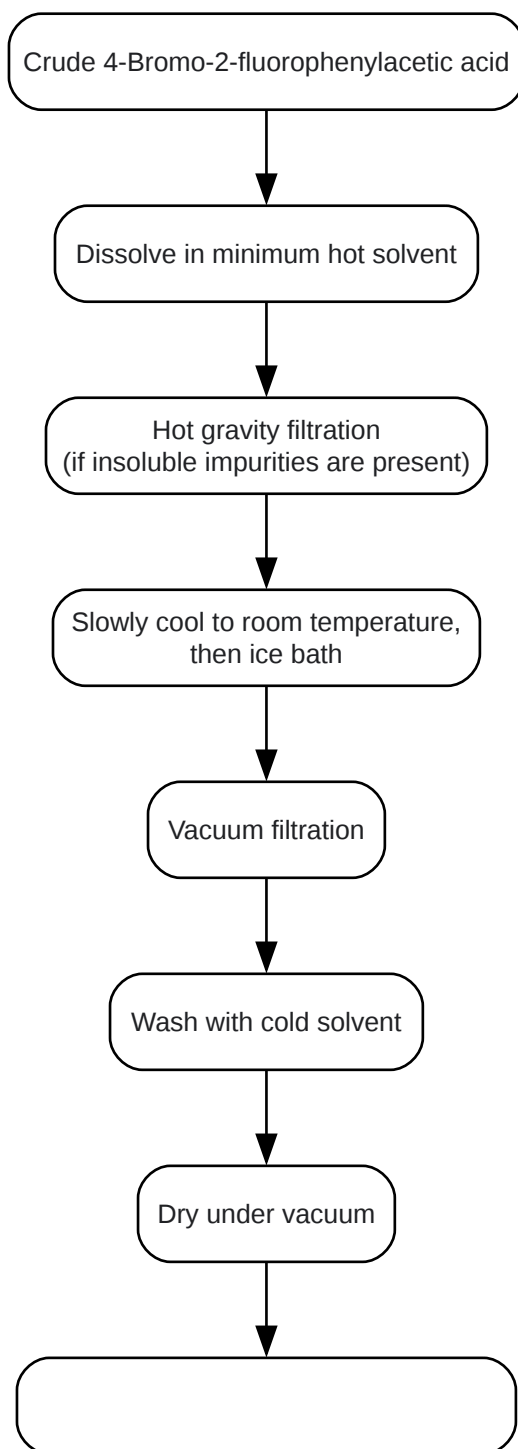 Crude 4-Bromo-2-fluorophenylacetic acid
Dissolve in minimum hot solvent
Hot gravity filtration
(if insoluble impurities are present)
Slowly cool to room temperature,
then ice bath
Vacuum filtration
Wash with cold solvent
Dry under vacuum